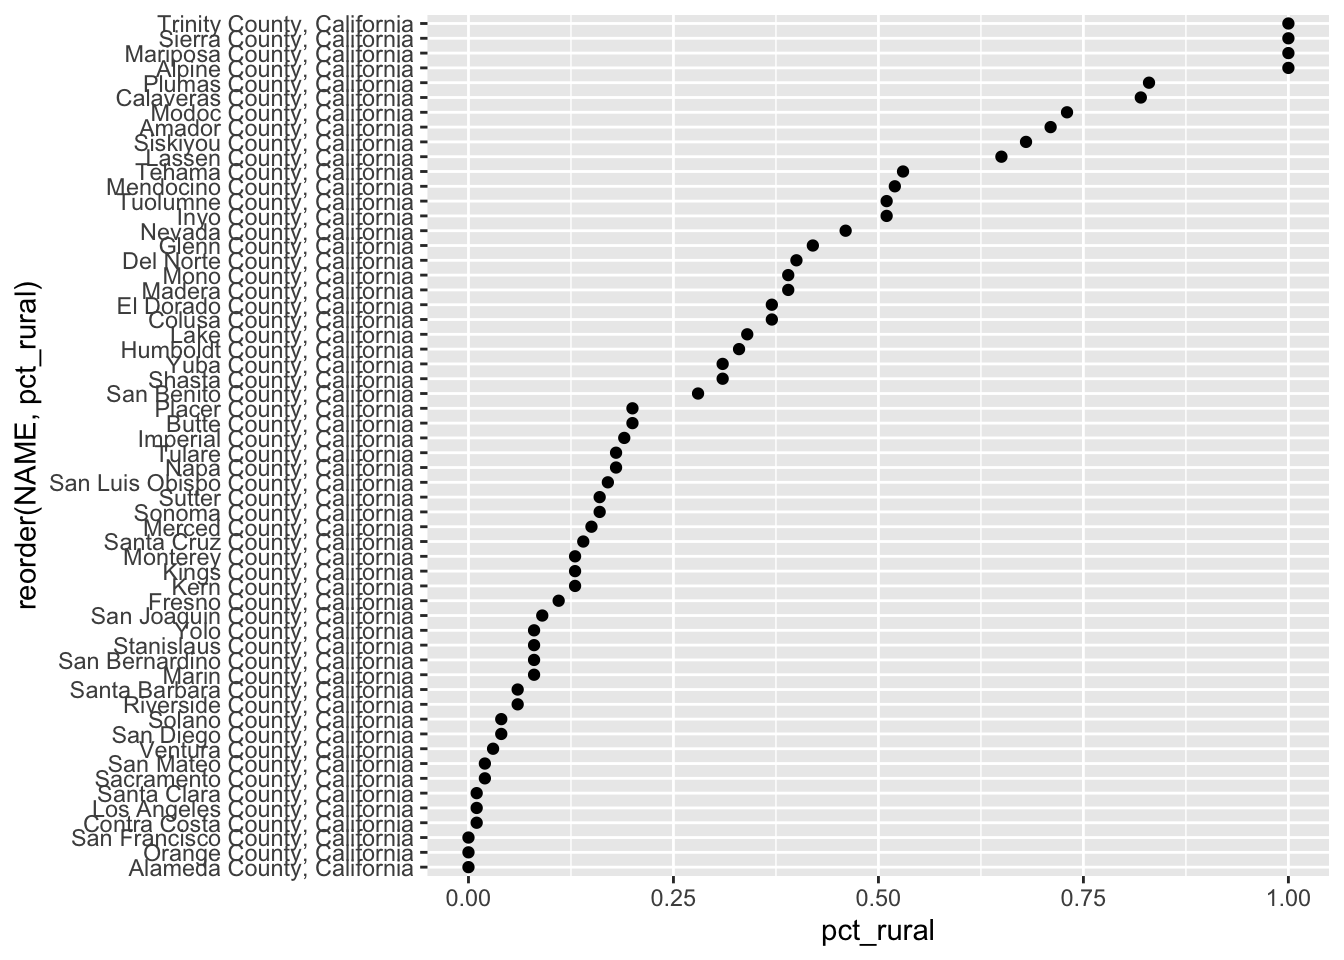 Trinity County, California
Sierra County, California
Mariposa County, California
Alpine County, California
Plumas County, California
Calaveras County, California
Modoc County, California
Amador County, California
Siskiyou County, California
Lassen County, California
Tehama County, California
Mendocino County, California
Tuolumne County, California
Inyo County, California
Nevada County, California
Glenn County, California
Del Norte County, California
Mono County, California
Madera County, California
El Dorado County, California
Colusa County, California
Lake County, California
Humboldt County, California
Yuba County, California
Shasta County, California
San Benito County, California
Placer County, California
Butte County, California
Imperial County, California
Tulare County, California
Napa County, California
San Luis Obispo County, California
Sutter County, California
Sonoma County, California
Merced County, California
Santa Cruz County, California
Monterey County, California
Kings County, California
Kern County, California
Fresno County, California
San Joaquin County, California
Yolo County, California
Stanislaus County, California
San Bernardino County, California
Marin County, California
Santa Barbara County, California
Riverside County, California
Solano County, California
San Diego County, California
Ventura County, California
San Mateo County, California
Sacramento County, California
Santa Clara County, California
Los Angeles County, California
Contra Costa County, California
San Francisco County, California
Orange County, California
Alameda County, California
reorder(NAME, pct_rural)
0.00 0.25 0.50 0.75 1.00
pct_rural